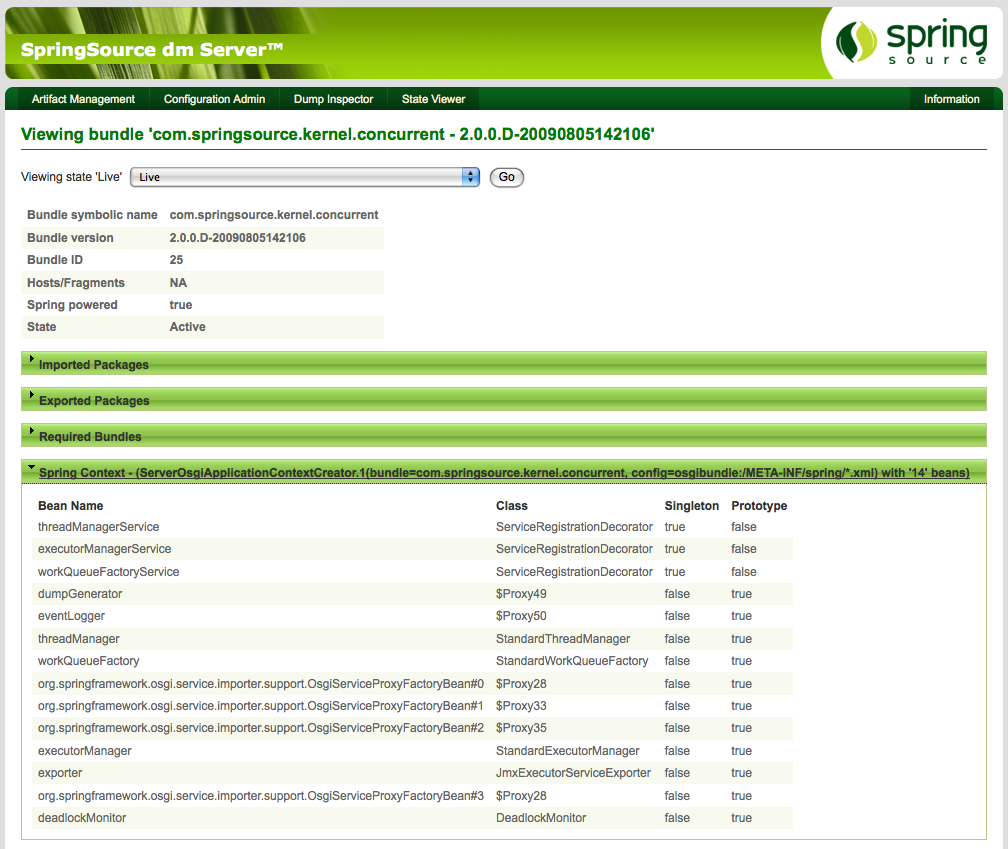 SpringSource dm Server™
spring
source
Artifact Management Configuration Admin Dump Inspector State Viewer Information
Viewing bundle 'com.springsource.kernel.concurrent - 2.0.0.D-20090805142106'
Viewing state 'Live' Live Go
Bundle symbolic name com.springsource.kernel.concurrent
Bundle version 2.0.0.D-20090805142106
Bundle ID 25
Hosts/Fragments NA
Spring powered true
State Active
Imported Packages
Exported Packages
Required Bundles
Spring Context - (ServerOsgiApplicationContextCreator.1(bundle=com.springsource.kernel.concurrent, config=osgibundle:/META-INF/spring/*.xml) with '14' beans)
Bean Name Class Singleton Prototype
threadManagerService ServiceRegistrationDecorator true false
executorManagerService ServiceRegistrationDecorator true false
workQueueFactoryService ServiceRegistrationDecorator true false
dumpGenerator $Proxy49 false true
eventLogger $Proxy50 false true
threadManager StandardThreadManager false true
workQueueFactory StandardWorkQueueFactory false true
org.springframework.osgi.service.importer.support.OsgiServiceProxyFactoryBean#0 $Proxy28 false true
org.springframework.osgi.service.importer.support.OsgiServiceProxyFactoryBean#1 $Proxy33 false true
org.springframework.osgi.service.importer.support.OsgiServiceProxyFactoryBean#2 $Proxy35 false true
executorManager StandardExecutorManager false true
exporter JmxExecutorServiceExporter false true
org.springframework.osgi.service.importer.support.OsgiServiceProxyFactoryBean#3 $Proxy28 false true
deadlockMonitor DeadlockMonitor false true